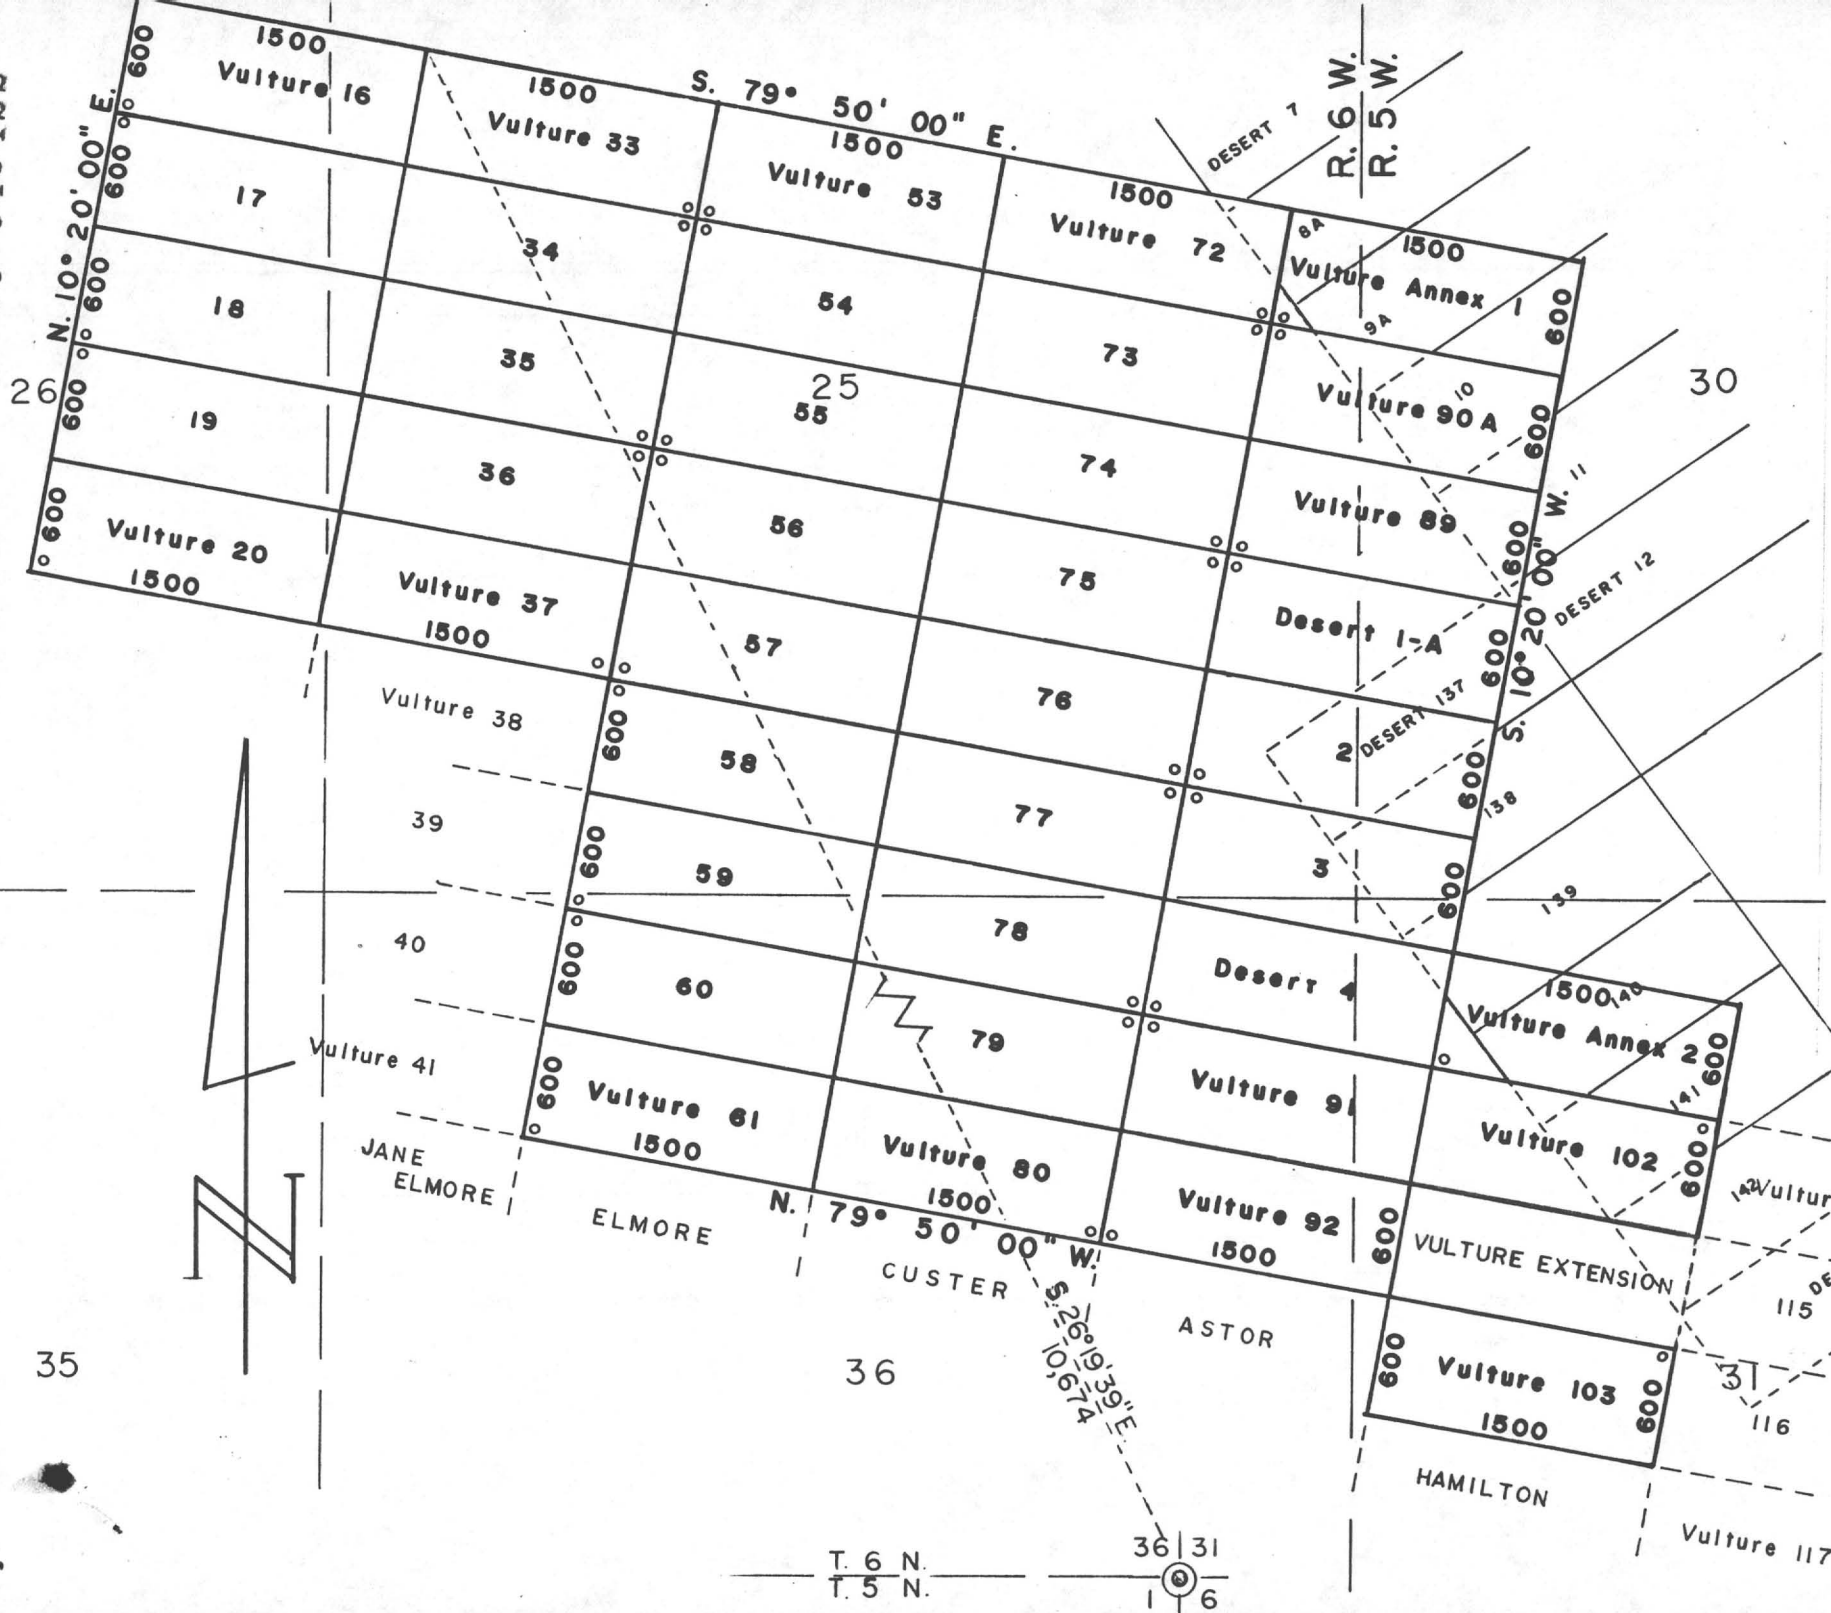 1500
Vulture 16
600
1500
Vulture 33
S. 79° 50' 00" E.
1500
Vulture 53
1500
Vulture 72
DESERT 7
R. 6 W.
R. 5 W.
8A
1500
Vulture Annex 1
600
N. 10° 20' 00" E.
600
17
34
54
73
9A
Vulture 90 A
10
600
600
18
35
25
55
74
Vulture 89
600
11
30
26
600
19
36
56
75
Desert 1-A
600
S. 10° 20' 00" W.
DESERT 12
600
Vulture 20
1500
Vulture 37
1500
57
76
2
DESERT 137
600
138
Vulture 38
600
58
77
3
600
139
39
600
59
78
Desert 4
1500
140
Vulture Annex 2
600
40
600
60
79
Vulture 91
Vulture 102
141
600
Vulture 41
600
Vulture 61
1500
Vulture 80
1500
Vulture 92
1500
600
VULTURE EXTENSION
142
Vultur
DE
115
JANE
ELMORE
ELMORE
N. 79° 50' 00" W.
CUSTER
ASTOR
N
S. 26° 19' 39" E.
10,674
35
36
600
Vulture 103
1500
600
31
116
HAMILTON
Vulture 117
T. 6 N.
T. 5 N.
36 31
1 6